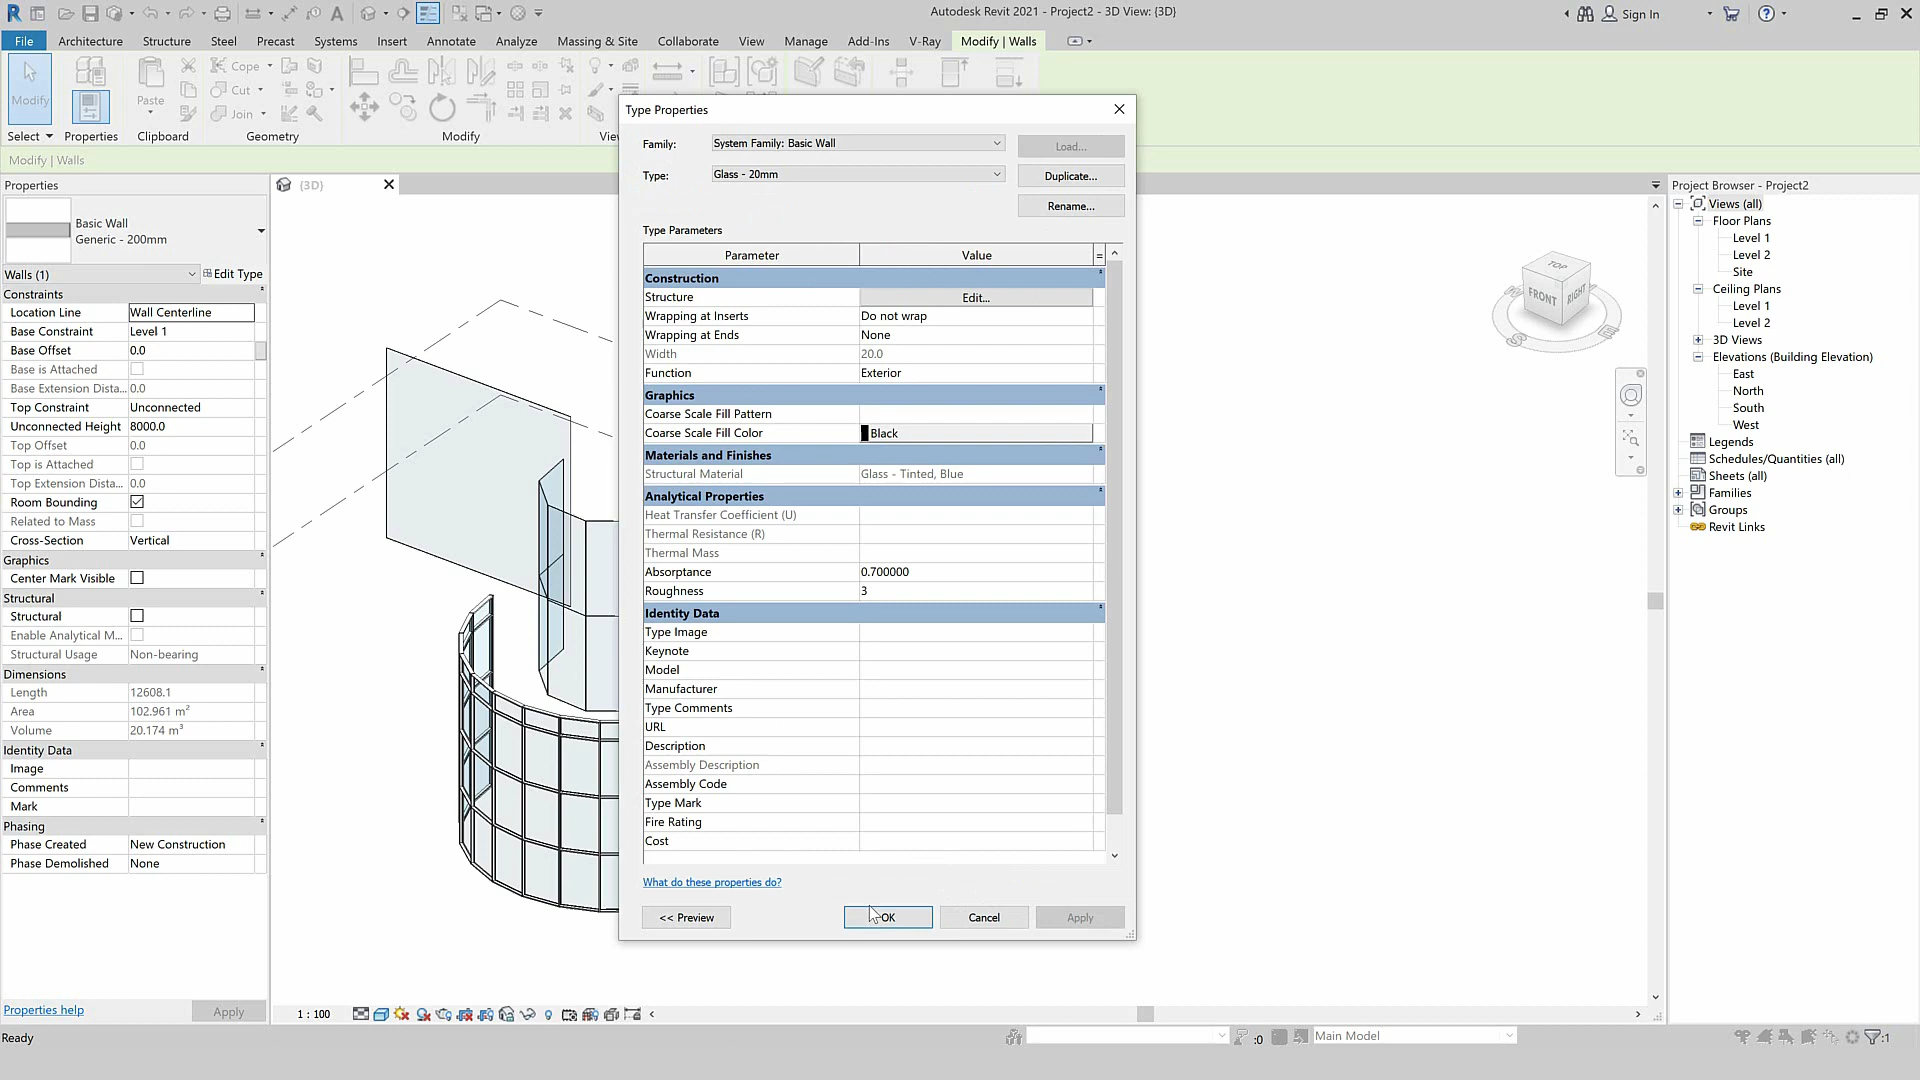 Autodesk Revit 2021 - Project2 - 3D View: {3D}
Sign In
File Architecture Structure Steel Precast Systems Insert Annotate Analyze Massing & Site Collaborate View Manage Add-Ins V-Ray Modify | Walls
Modify
Paste
Cope
Cut
Join
Select Properties Clipboard Geometry Modify
Modify | Walls
Properties
Basic Wall
Generic - 200mm
Walls (1) Edit Type
Constraints
Location Line Wall Centerline
Base Constraint Level 1
Base Offset 0.0
Base is Attached
Base Extension Dista... 0.0
Top Constraint Unconnected
Unconnected Height 8000.0
Top Offset 0.0
Top is Attached
Top Extension Dista... 0.0
Room Bounding
Related to Mass
Cross-Section Vertical
Graphics
Center Mark Visible
Structural
Structural
Enable Analytical M...
Structural Usage Non-bearing
Dimensions
Length 12608.1
Area 102.961 m²
Volume 20.174 m³
Identity Data
Image
Comments
Mark
Phasing
Phase Created New Construction
Phase Demolished None
Properties help Apply
Ready
{3D}
Type Properties
Family: System Family: Basic Wall Load...
Type: Glass - 20mm Duplicate...
Rename...
Type Parameters
Parameter Value =
Construction
Structure Edit...
Wrapping at Inserts Do not wrap
Wrapping at Ends None
Width 20.0
Function Exterior
Graphics
Coarse Scale Fill Pattern
Coarse Scale Fill Color Black
Materials and Finishes
Structural Material Glass - Tinted, Blue
Analytical Properties
Heat Transfer Coefficient (U)
Thermal Resistance (R)
Thermal Mass
Absorptance 0.700000
Roughness 3
Identity Data
Type Image
Keynote
Model
Manufacturer
Type Comments
URL
Description
Assembly Description
Assembly Code
Type Mark
Fire Rating
Cost
What do these properties do?
<< Preview OK Cancel Apply
TOP
FRONT
RIGHT
S
E
1 : 100
:0
Main Model
:1
Project Browser - Project2
Views (all)
Floor Plans
Level 1
Level 2
Site
Ceiling Plans
Level 1
Level 2
3D Views
Elevations (Building Elevation)
East
North
South
West
Legends
Schedules/Quantities (all)
Sheets (all)
Families
Groups
Revit Links